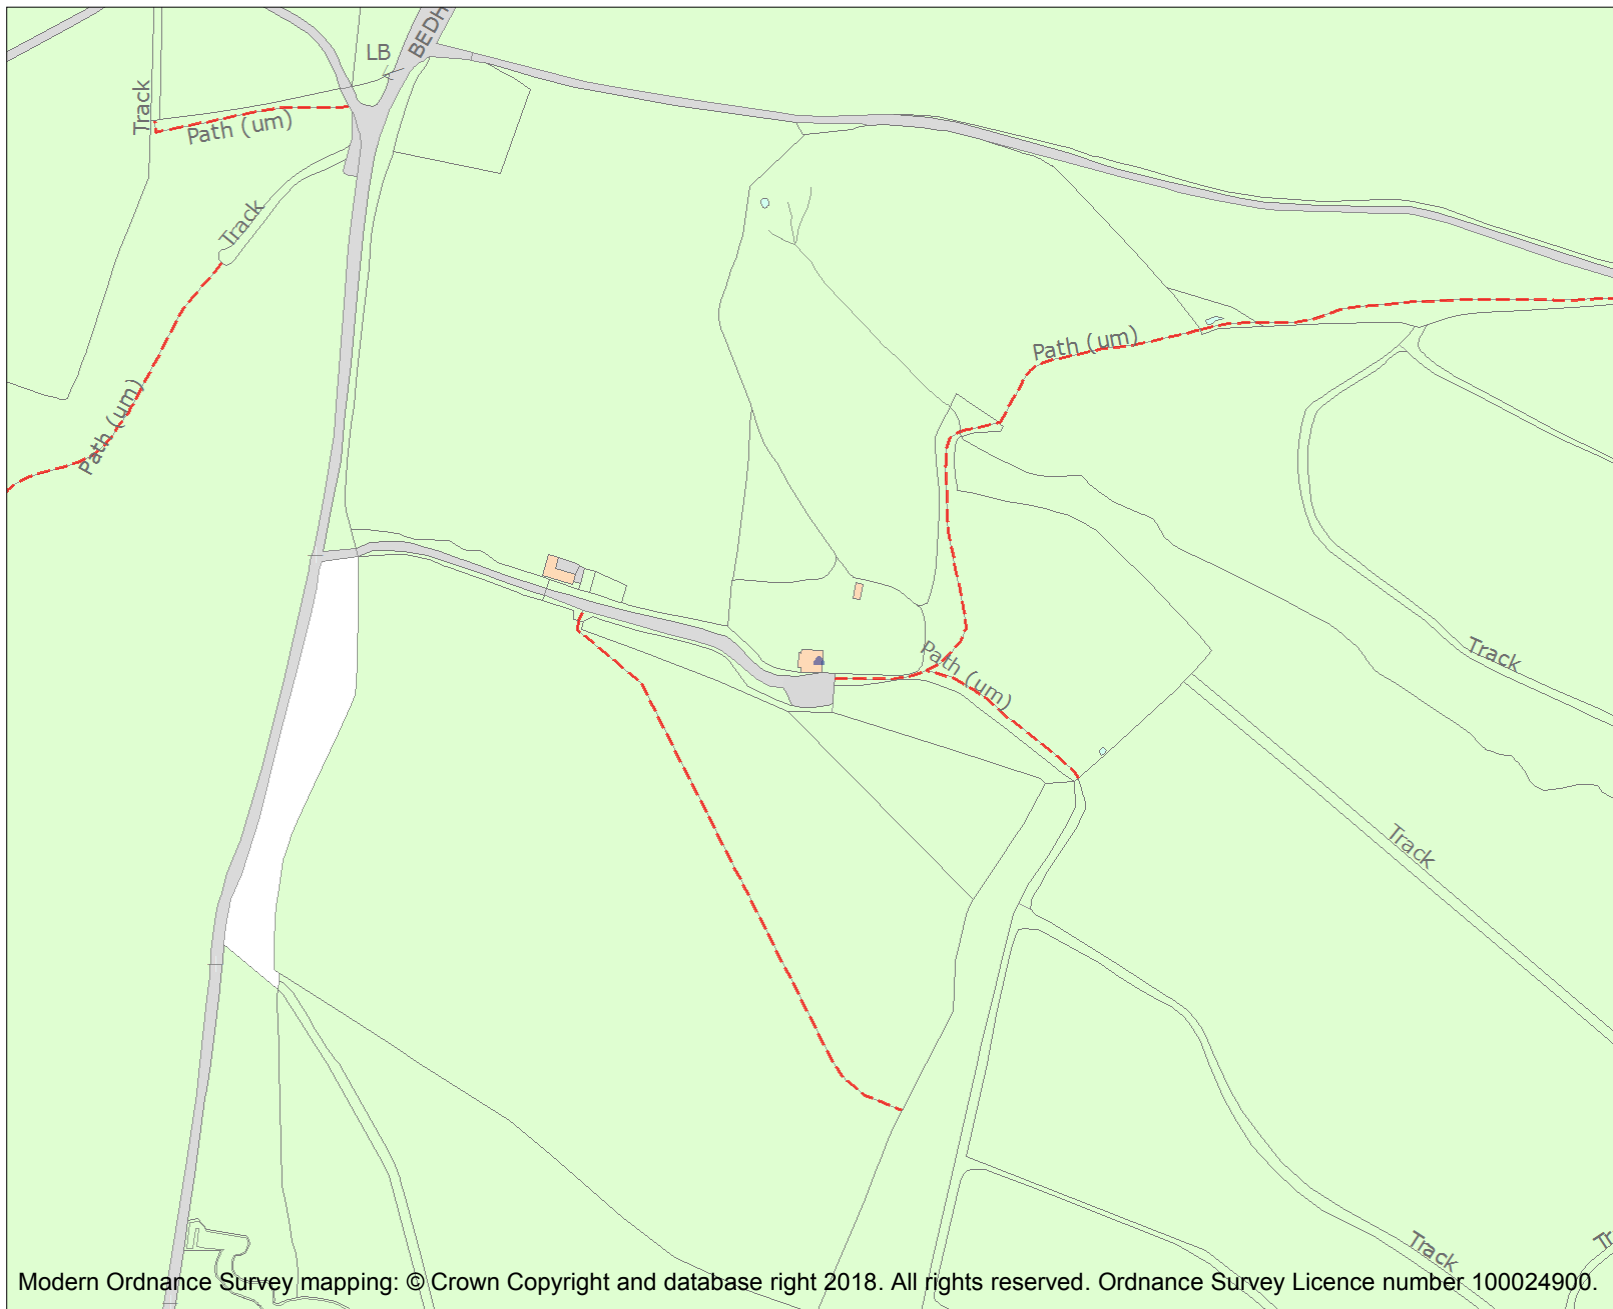 LB
BEDH
Track
Path (um)
Track
Path (um)
Path (um)
Path (um)
Track
Track
Track
Tr
Modern Ordnance Survey mapping: © Crown Copyright and database right 2018. All rights reserved. Ordnance Survey Licence number 100024900.